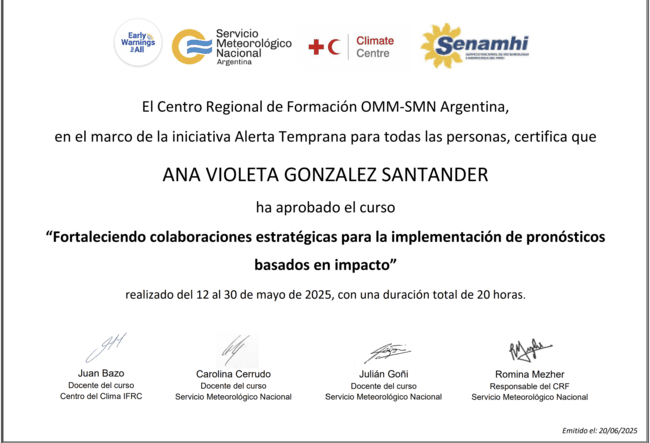 Early
Warnings
for
All
Servicio
Meteorológico
Nacional
Argentina
Climate
Centre
Senamhi
El Centro Regional de Formación OMM-SMN Argentina,
en el marco de la iniciativa Alerta Temprana para todas las personas, certifica que
ANA VIOLETA GONZALEZ SANTANDER
ha aprobado el curso
“Fortaleciendo colaboraciones estratégicas para la implementación de pronósticos
basados en impacto”
realizado del 12 al 30 de mayo de 2025, con una duración total de 20 horas.
Juan Bazo
Docente del curso
Centro del Clima IFRC
Carolina Cerrudo
Docente del curso
Servicio Meteorológico Nacional
Julián Goñi
Docente del curso
Servicio Meteorológico Nacional
Romina Mezher
Responsable del CRF
Servicio Meteorológico Nacional
Emitido el: 20/06/2025